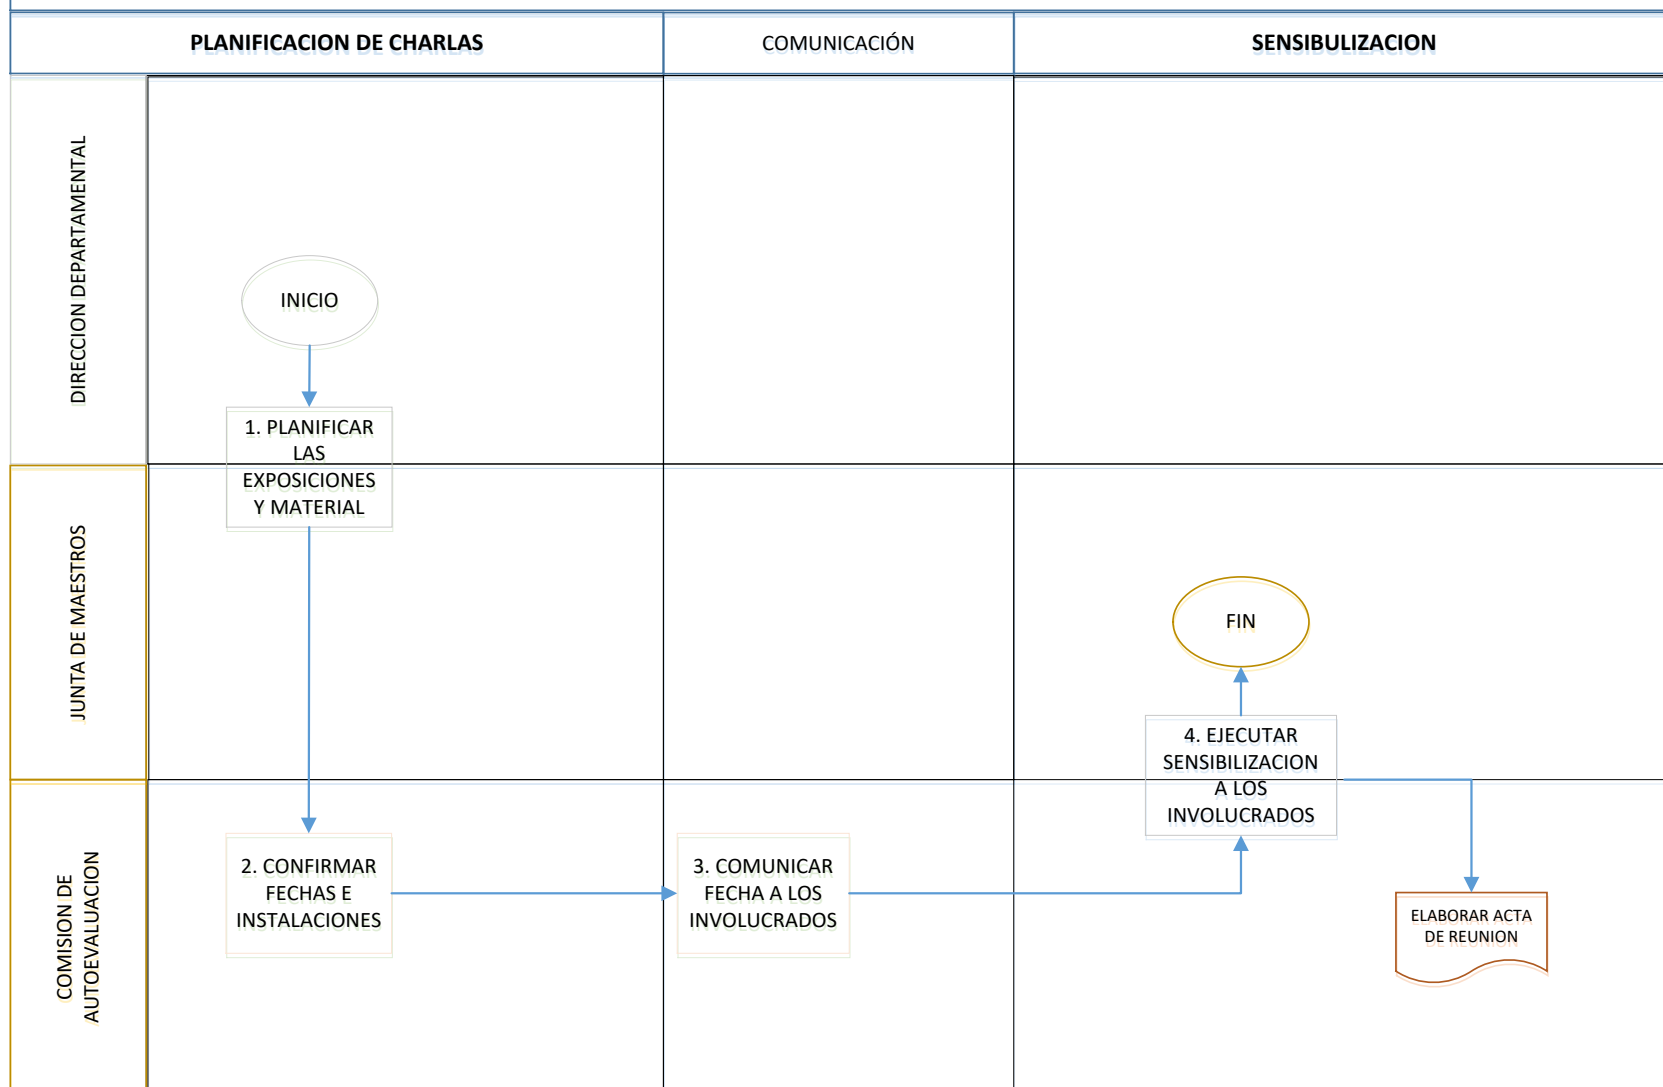 PLANIFICACION DE CHARLAS
COMUNICACIÓN
SENSIBULIZACION
DIRECCION DEPARTAMENTAL
INICIO
1. PLANIFICAR
LAS
EXPOSICIONES
Y MATERIAL
JUNTA DE MAESTROS
FIN
4. EJECUTAR
SENSIBILIZACION
A LOS
INVOLUCRADOS
COMISION DE
AUTOEVALUACION
2. CONFIRMAR
FECHAS E
INSTALACIONES
3. COMUNICAR
FECHA A LOS
INVOLUCRADOS
ELABORAR ACTA
DE REUNION